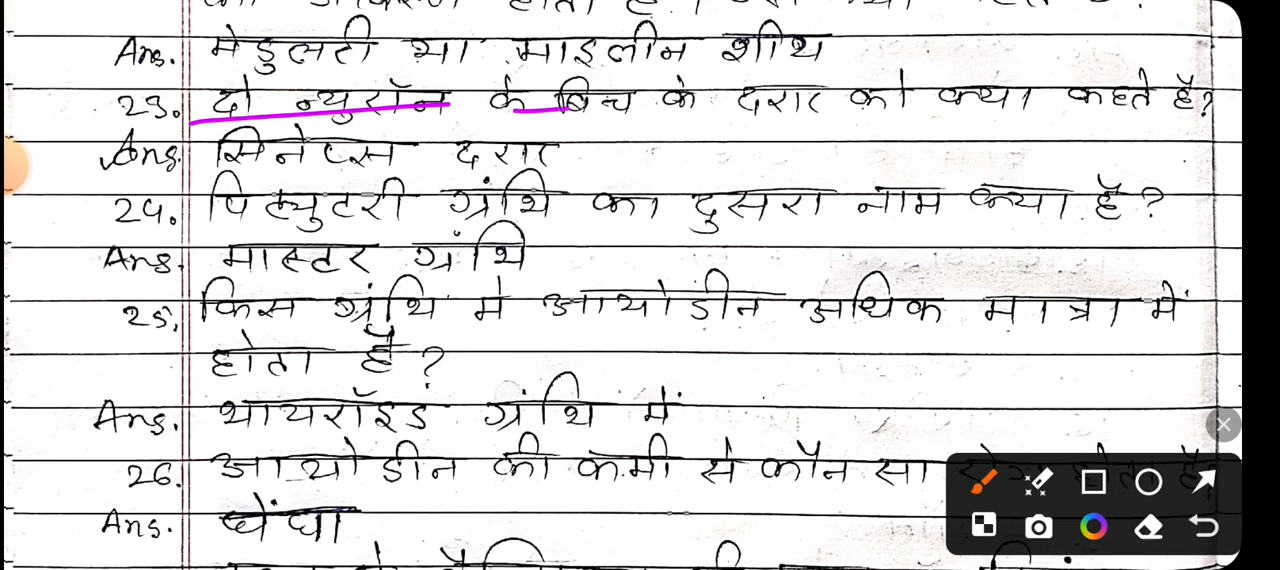 Ans. मेडुलरी या माइलीन शीथ
23. दो न्युरॉन के बिच के दरार को क्या कहते है?
Ans. सिनेप्स दरार
24. पिट्युटरी ग्रंथि का दुसरा नाम क्या है?
Ans. मास्टर ग्रंथि
25. किस ग्रंथि मे आयोडीन अधिक मात्रा में
होता है?
Ans. थायरॉइड ग्रंथि में
26. आयोडीन की कमी से कौन सा रोग होता है
Ans. घेंघा